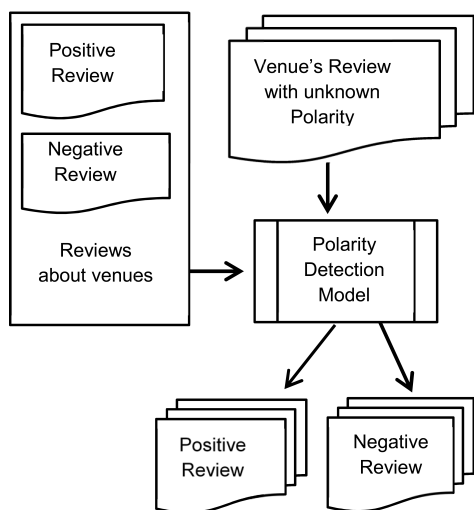 Positive
Review
Negative
Review
Reviews
about venues
Venue's Review
with unknown
Polarity
Polarity
Detection
Model
Positive
Review
Negative
Review